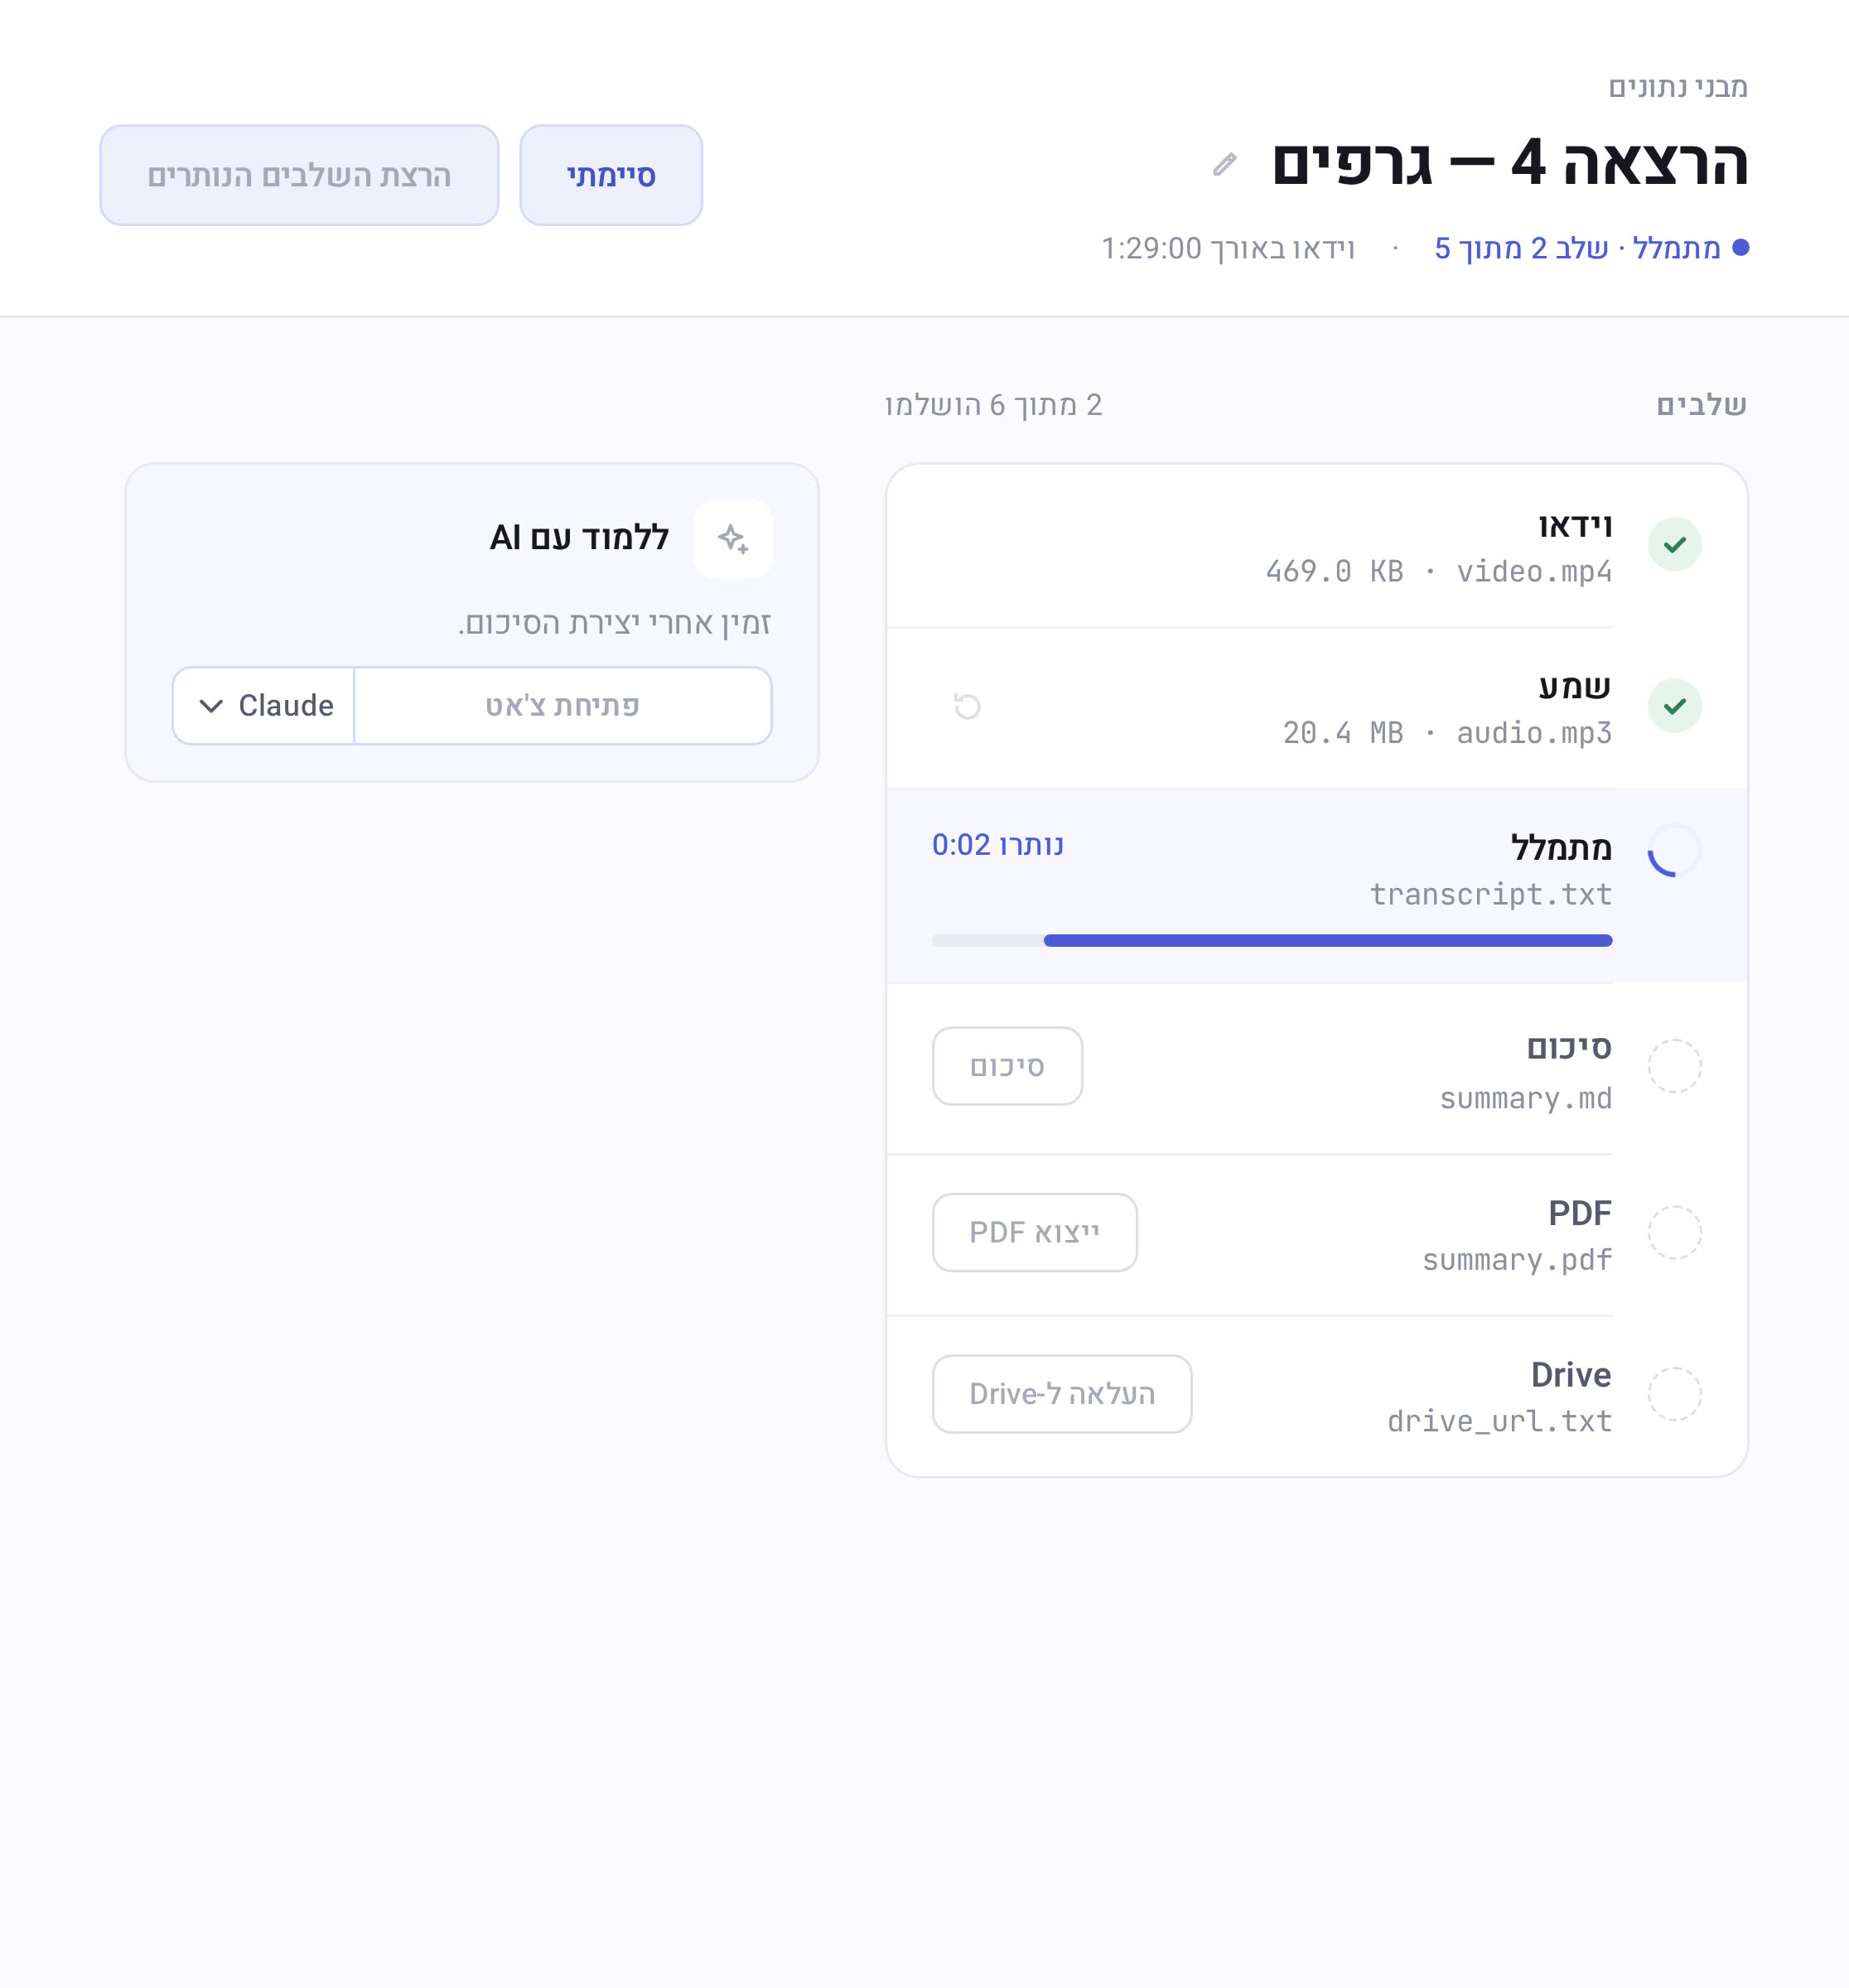 מבני נתונים
הרצאה 4 — גרפים
מתמלל · שלב 2 מתוך 5 · וידאו באורך 1:29:00
סיימתי
הרצת השלבים הנותרים
שלבים
2 מתוך 6 הושלמו
וידאו
video.mp4 · 469.0 KB
שמע
audio.mp3 · 20.4 MB
מתמלל
נותרו 0:02
transcript.txt
סיכום
summary.md
סיכום
PDF
summary.pdf
ייצוא PDF
Drive
drive_url.txt
העלאה ל-Drive
ללמוד עם AI
זמין אחרי יצירת הסיכום.
פתיחת צ'אט
Claude